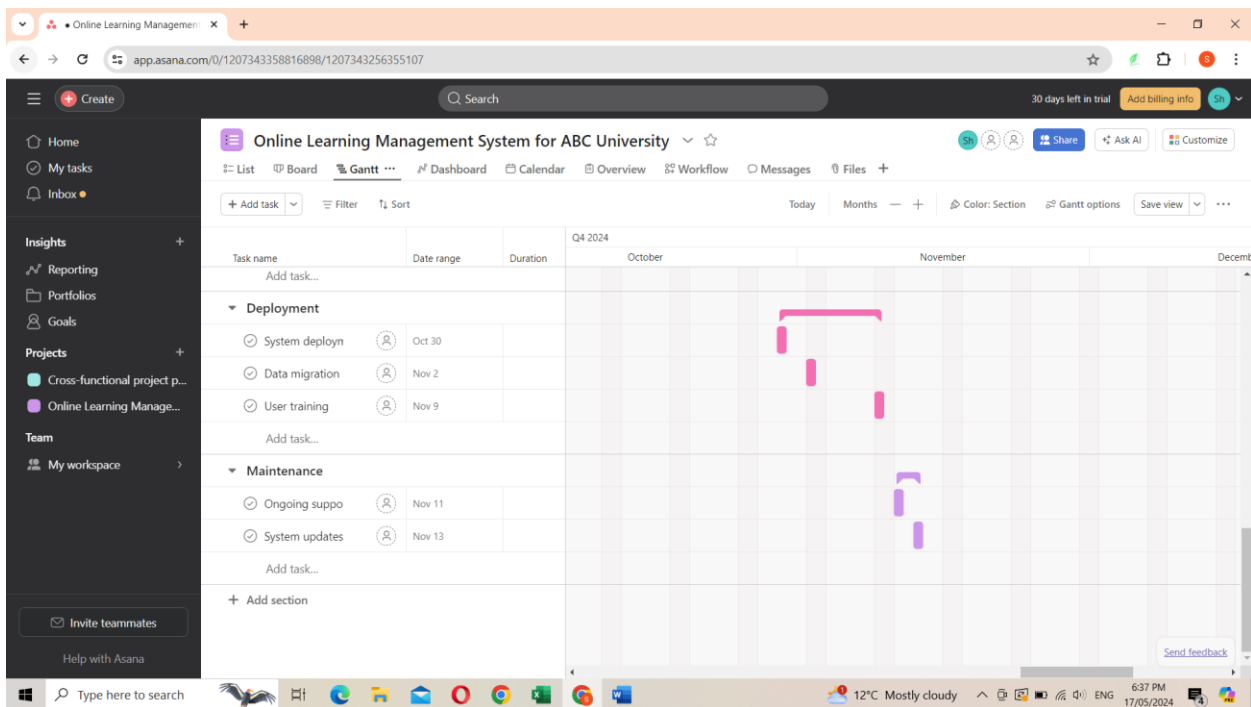 • Online Learning Management
app.asana.com/0/1207343358816898/1207343256355107
Create
Search
30 days left in trial
Add billing info
Sh
Home
My tasks
Inbox
Insights
Reporting
Portfolios
Goals
Projects
Cross-functional project p...
Online Learning Manage...
Team
My workspace
Invite teammates
Help with Asana
Online Learning Management System for ABC University
Sh
Share
Ask AI
Customize
List Board Gantt ... Dashboard Calendar Overview Workflow Messages Files +
+ Add task
Filter
Sort
Today
Months — +
Color: Section
Gantt options
Save view
...
Q4 2024
Task name Date range Duration October November Decemb
Add task...
Deployment
System deployn Oct 30
Data migration Nov 2
User training Nov 9
Add task...
Maintenance
Ongoing suppo Nov 11
System updates Nov 13
Add task...
+ Add section
Send feedback
Type here to search
12°C Mostly cloudy
ENG
6:37 PM
17/05/2024